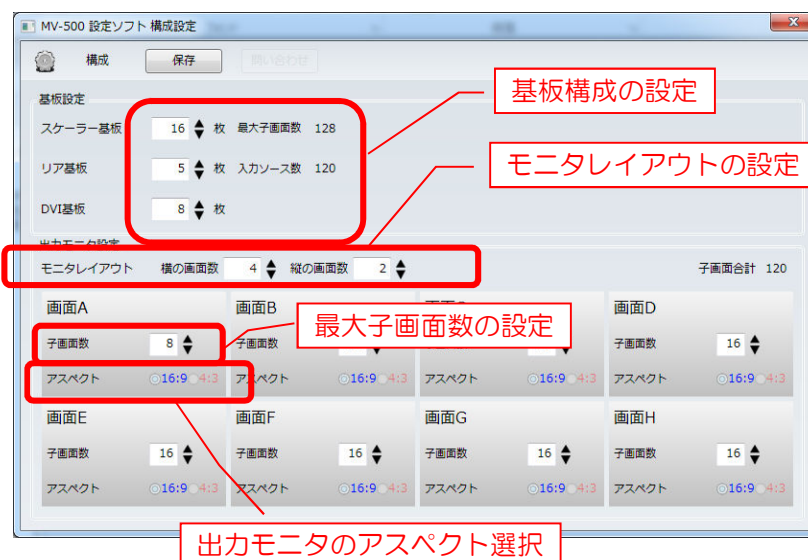 MV-500 設定ソフト 構成設定
構成 保存 問い合わせ
基板構成の設定
基板設定
スケーラー基板 16 枚 最大子画面数 128
モニタレイアウトの設定
リア基板 5 枚 入力ソース数 120
DVI基板 8 枚
出力モニタ設定
モニタレイアウト 横の画面数 4 縦の画面数 2 子画面合計 120
画面A 画面B 画面D
最大子画面数の設定
子画面数 8 子画面数 子画面数 16
アスペクト 16:9 4:3 アスペクト 16:9 4:3 アスペクト 16:9 4:3 アスペクト 16:9 4:3
画面E 画面F 画面G 画面H
子画面数 16 子画面数 16 子画面数 16 子画面数 16
アスペクト 16:9 4:3 アスペクト 16:9 4:3 アスペクト 16:9 4:3 アスペクト 16:9 4:3
出力モニタのアスペクト選択